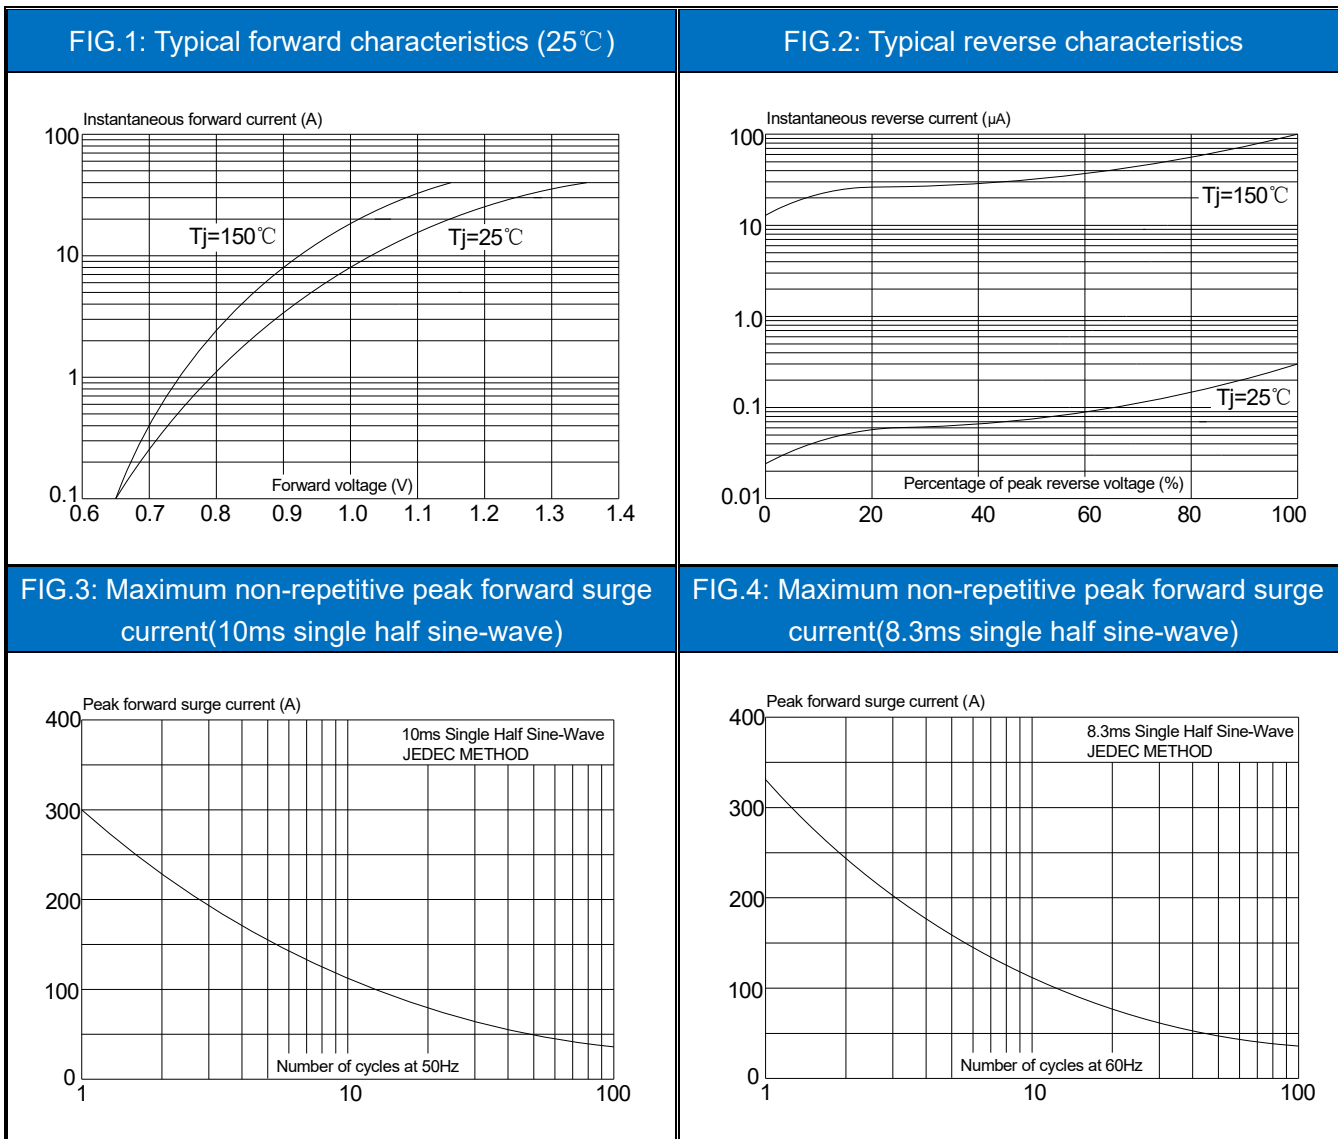 FIG.1: Typical forward characteristics (25℃)
Instantaneous forward current (A)
100
10
1
0.1
Tj=150℃
Tj=25℃
Forward voltage (V)
0.6 0.7 0.8 0.9 1.0 1.1 1.2 1.3 1.4
FIG.2: Typical reverse characteristics
Instantaneous reverse current (μA)
100
10
1.0
0.1
0.01
Tj=150℃
Tj=25℃
Percentage of peak reverse voltage (%)
0 20 40 60 80 100
FIG.3: Maximum non-repetitive peak forward surge
current(10ms single half sine-wave)
Peak forward surge current (A)
400
300
200
100
0
10ms Single Half Sine-Wave
JEDEC METHOD
Number of cycles at 50Hz
1 10 100
FIG.4: Maximum non-repetitive peak forward surge
current(8.3ms single half sine-wave)
Peak forward surge current (A)
400
300
200
100
0
8.3ms Single Half Sine-Wave
JEDEC METHOD
Number of cycles at 60Hz
1 10 100